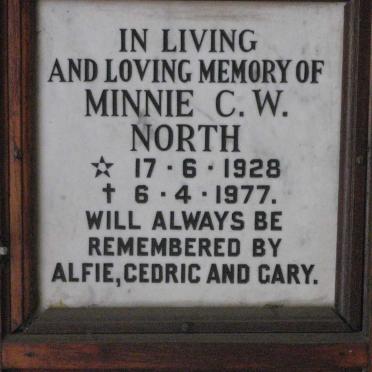 IN LIVING
AND LOVING MEMORY OF
MINNIE C. W.
NORTH
☆ 17 · 6 · 1928
† 6 · 4 · 1977.
WILL ALWAYS BE
REMEMBERED BY
ALFIE, CEDRIC AND GARY.